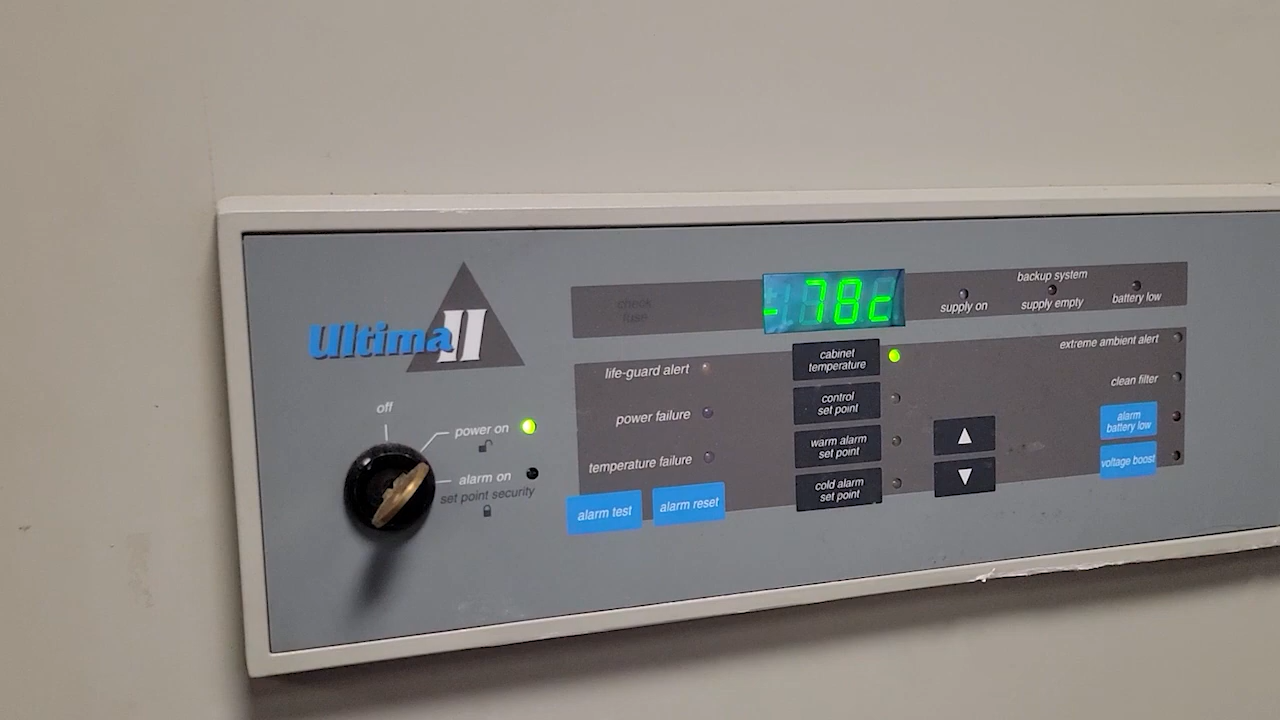 Ultima II
off
power on
alarm on
set point security
check
fuse
-78c
backup system
supply on
supply empty
battery low
life-guard alert
power failure
temperature failure
alarm test
alarm reset
cabinet
temperature
control
set point
warm alarm
set point
cold alarm
set point
extreme ambient alert
clean filter
alarm
battery low
voltage boost